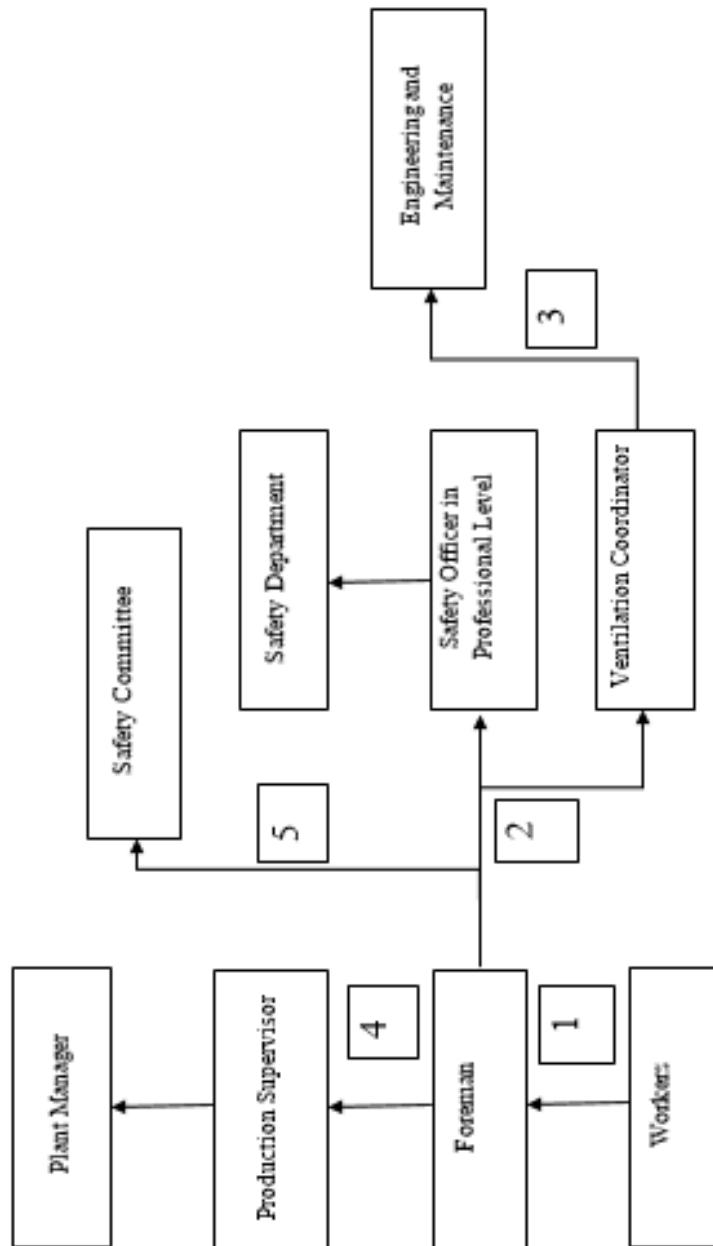 Plant Manager
Safety Committee
Production Supervisor
5
Safety Department
4
Engineering and
Maintenance
Foreman
2
Safety Officer in
Professional Level
3
1
Workers
Ventilation Coordinator